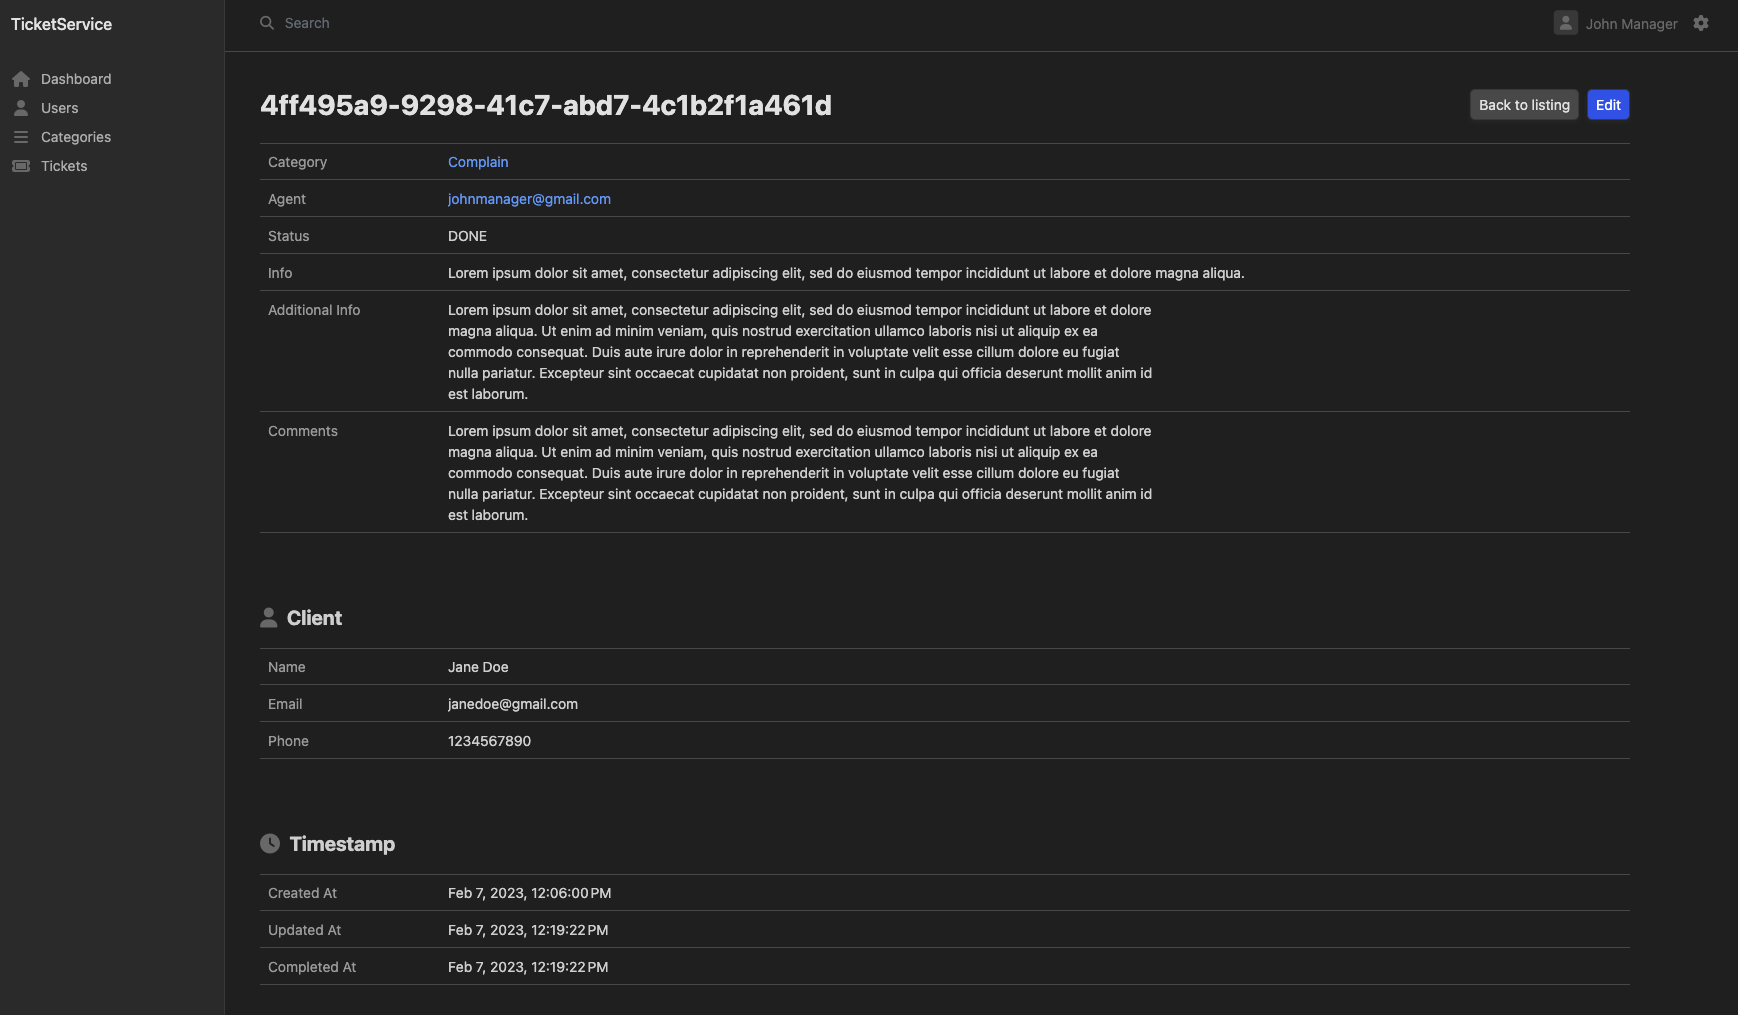 TicketService
Search
John Manager
Dashboard
Users
Categories
Tickets
4ff495a9-9298-41c7-abd7-4c1b2f1a461d
Back to listing
Edit
Category Complain
Agent johnmanager@gmail.com
Status DONE
Info Lorem ipsum dolor sit amet, consectetur adipiscing elit, sed do eiusmod tempor incididunt ut labore et dolore magna aliqua.
Additional Info Lorem ipsum dolor sit amet, consectetur adipiscing elit, sed do eiusmod tempor incididunt ut labore et dolore
magna aliqua. Ut enim ad minim veniam, quis nostrud exercitation ullamco laboris nisi ut aliquip ex ea
commodo consequat. Duis aute irure dolor in reprehenderit in voluptate velit esse cillum dolore eu fugiat
nulla pariatur. Excepteur sint occaecat cupidatat non proident, sunt in culpa qui officia deserunt mollit anim id
est laborum.
Comments Lorem ipsum dolor sit amet, consectetur adipiscing elit, sed do eiusmod tempor incididunt ut labore et dolore
magna aliqua. Ut enim ad minim veniam, quis nostrud exercitation ullamco laboris nisi ut aliquip ex ea
commodo consequat. Duis aute irure dolor in reprehenderit in voluptate velit esse cillum dolore eu fugiat
nulla pariatur. Excepteur sint occaecat cupidatat non proident, sunt in culpa qui officia deserunt mollit anim id
est laborum.
Client
Name Jane Doe
Email janedoe@gmail.com
Phone 1234567890
Timestamp
Created At Feb 7, 2023, 12:06:00 PM
Updated At Feb 7, 2023, 12:19:22 PM
Completed At Feb 7, 2023, 12:19:22 PM